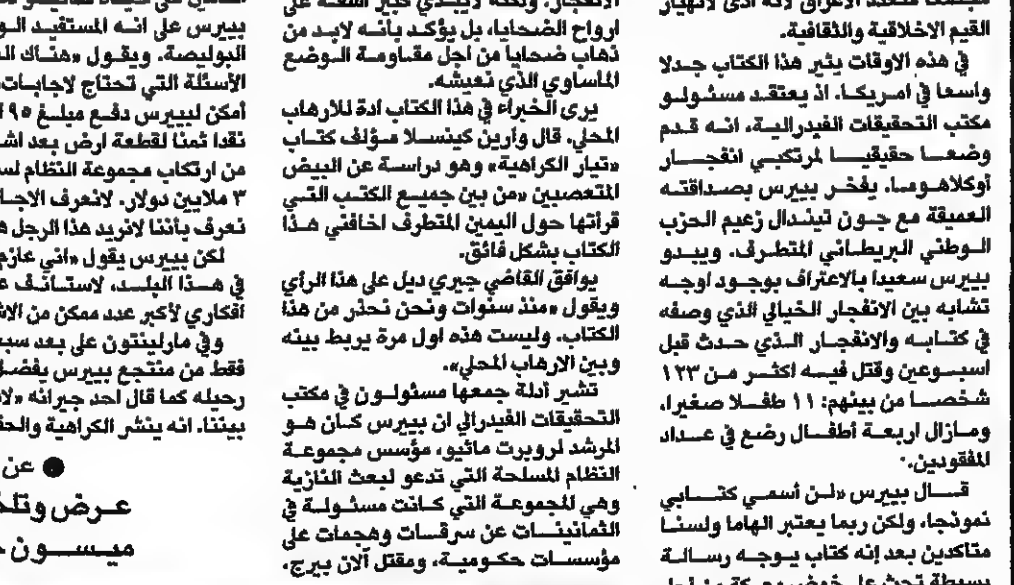 القيم الاخلاقية والثقافية.
في هذه الاوقات يثير هذا الكتاب جدلا
واسعا في امريكا. اذ يعتقد مسئولو
مكتب التحقيقات الفيدرالية، انه قدم
وضعا حقيقيا لمرتكبي انفجار
أوكلاهوما. يفخر بييرس بصداقته
العميقة مع جون تيندال زعيم الحزب
الوطني البريطاني المتطرف. ويبدو
بييرس سعيدا بالاعتراف بوجود اوجه
تشابه بين الانفجار الخيالي الذي وصفه
في كتابه والانفجار الذي حدث قبل
اسبوعين وقتل فيه اكثر من ١٢٣
شخصا من بينهم: ١١ طفلا صغيرا،
ومازال اربعة أطفال رضع في عداد
المفقودين.
قال بييرس «لن أسمي كتابي
نموذجا، ولكن ربما يعتبر الهاما ولسنا
متاكدين بعد إنه كتاب يوجه رسالة
ارواح الضحايا، بل يؤكد بأنه لابد من
ذهاب ضحايا من اجل مقاومة الوضع
المأساوي الذي نعيشه.
يرى الخبراء في هذا الكتاب ادة للارهاب
المحلي. قال وارين كينسلا مؤلف كتاب
«تيار الكراهية» وهو دراسة عن البيض
المتعصبين «من بين جميع الكتب التي
قرأتها حول اليمين المتطرف اخافني هذا
الكتاب بشكل فائق.
يوافق القاضي جيري ديل على هذا الرأي
ويقول «منذ سنوات ونحن نحذر من هذا
الكتاب. وليست هذه اول مرة يربط بينه
وبين الارهاب المحلي».
تشير أدلة جمعها مسئولون في مكتب
التحقيقات الفيدرالي ان بييرس كان هو
المرشد لروبرت ماثيو، مؤسس مجموعة
النظام المسلحة التي تدعو لبعث النازية
وهي المجموعة التي كانت مسئولة في
الثمانينات عن سرقات وهجمات على
مؤسسات حكومية، ومقتل آلان بيرج.
بييرس على انه المستفيد
البوليصة. ويقول «هناك
الأسئلة التي تحتاج لاجابات
أمكن لبييرس دفع مبلغ ٩٥
نقدا ثمنا لقطعة ارض بعد
من ارتكاب مجموعة النظام
٣ ملايين دولار. لانعرف
نعرف بأننا لانريد هذا الرجل
لكن بييرس يقول «اني عازم
في هذا البلد، لاستانف
أفكاري لأكبر عدد ممكن من
وفي مارلينتون على بعد
فقط من منتجع بييرس
رحيله كما قال احد جيرانه
بيننا. انه ينشر الكراهية
● عن
عرض
ميسون